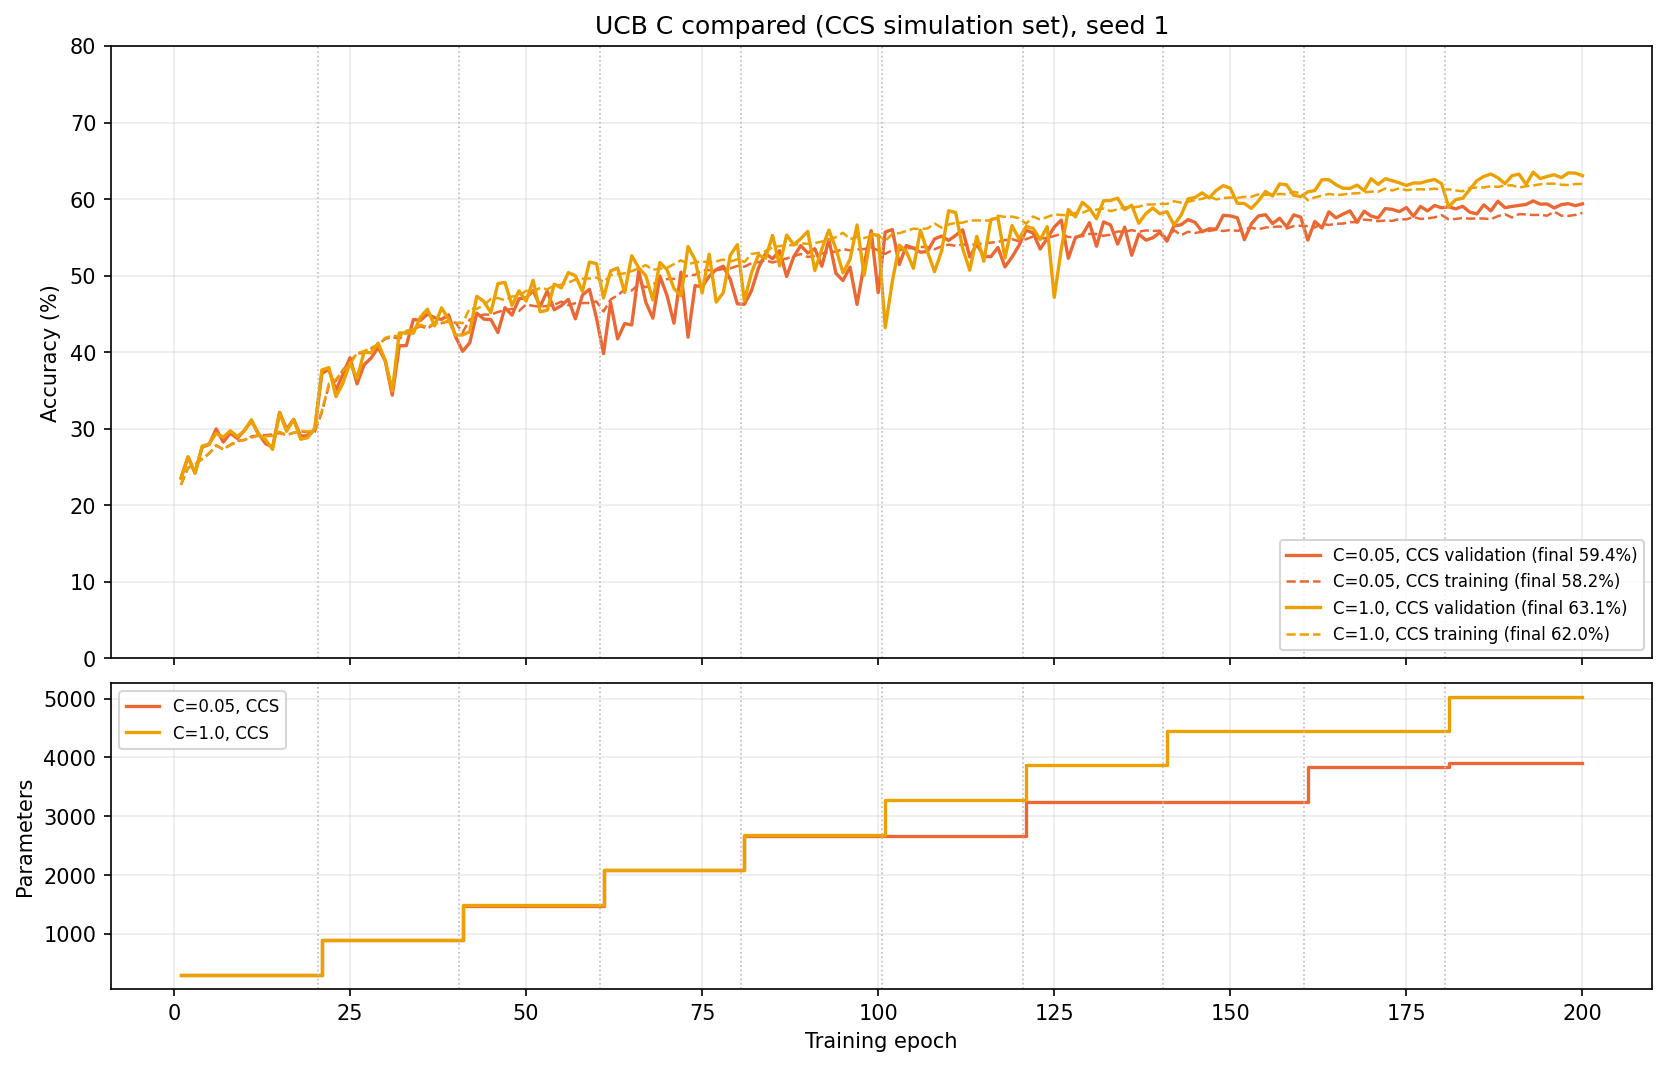 UCB C compared (CCS simulation set), seed 1
Accuracy (%)
80
70
60
50
40
30
20
10
0
C=0.05, CCS validation (final 59.4%)
C=0.05, CCS training (final 58.2%)
C=1.0, CCS validation (final 63.1%)
C=1.0, CCS training (final 62.0%)
Parameters
5000
4000
3000
2000
1000
C=0.05, CCS
C=1.0, CCS
0 25 50 75 100 125 150 175 200
Training epoch